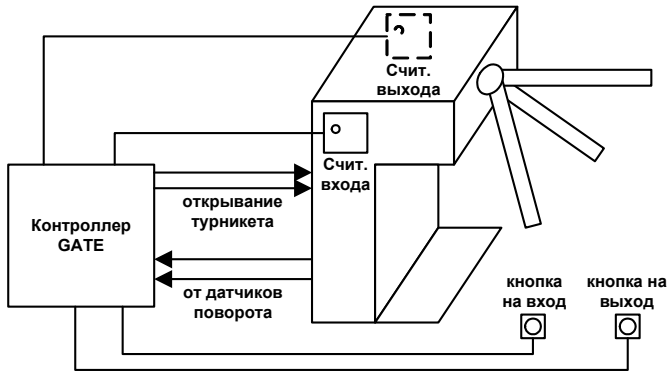 Счит.
выхода
Счит.
входа
открывание
турникета
Контроллер
GATE
от датчиков
поворота
кнопка
на вход
кнопка на
выход